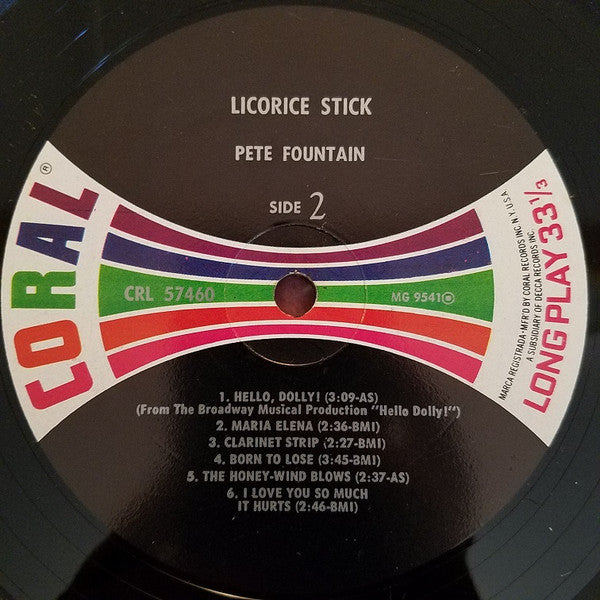 LICORICE STICK
PETE FOUNTAIN
SIDE 2
CORAL®
CRL 57460
MG 9541
MARCA REGISTRADA • MFR'D BY CORAL RECORDS INC. N.Y. U.S.A.
A SUBSIDIARY OF DECCA RECORDS INC.
LONG PLAY 33⅓
1. HELLO, DOLLY! (3:09-AS)
(From The Broadway Musical Production "Hello Dolly!")
2. MARIA ELENA (2:36-BMI)
3. CLARINET STRIP (2:27-BMI)
4. BORN TO LOSE (3:45-BMI)
5. THE HONEY-WIND BLOWS (2:37-AS)
6. I LOVE YOU SO MUCH
IT HURTS (2:46-BMI)